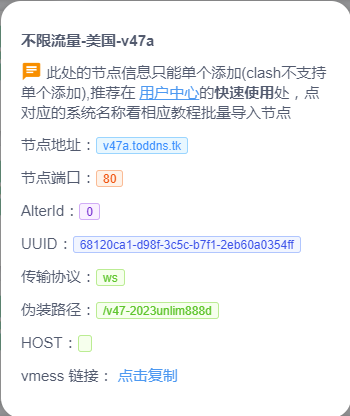 不限流量-美国-v47a
此处的节点信息只能单个添加(clash不支持
单个添加),推荐在 用户中心的快速使用处，点
对应的系统名称看相应教程批量导入节点
节点地址：v47a.toddns.tk
节点端口：80
AlterId：0
UUID：68120ca1-d98f-3c5c-b7f1-2eb60a0354ff
传输协议：ws
伪装路径：/v47-2023unlim888d
HOST：
vmess 链接： 点击复制